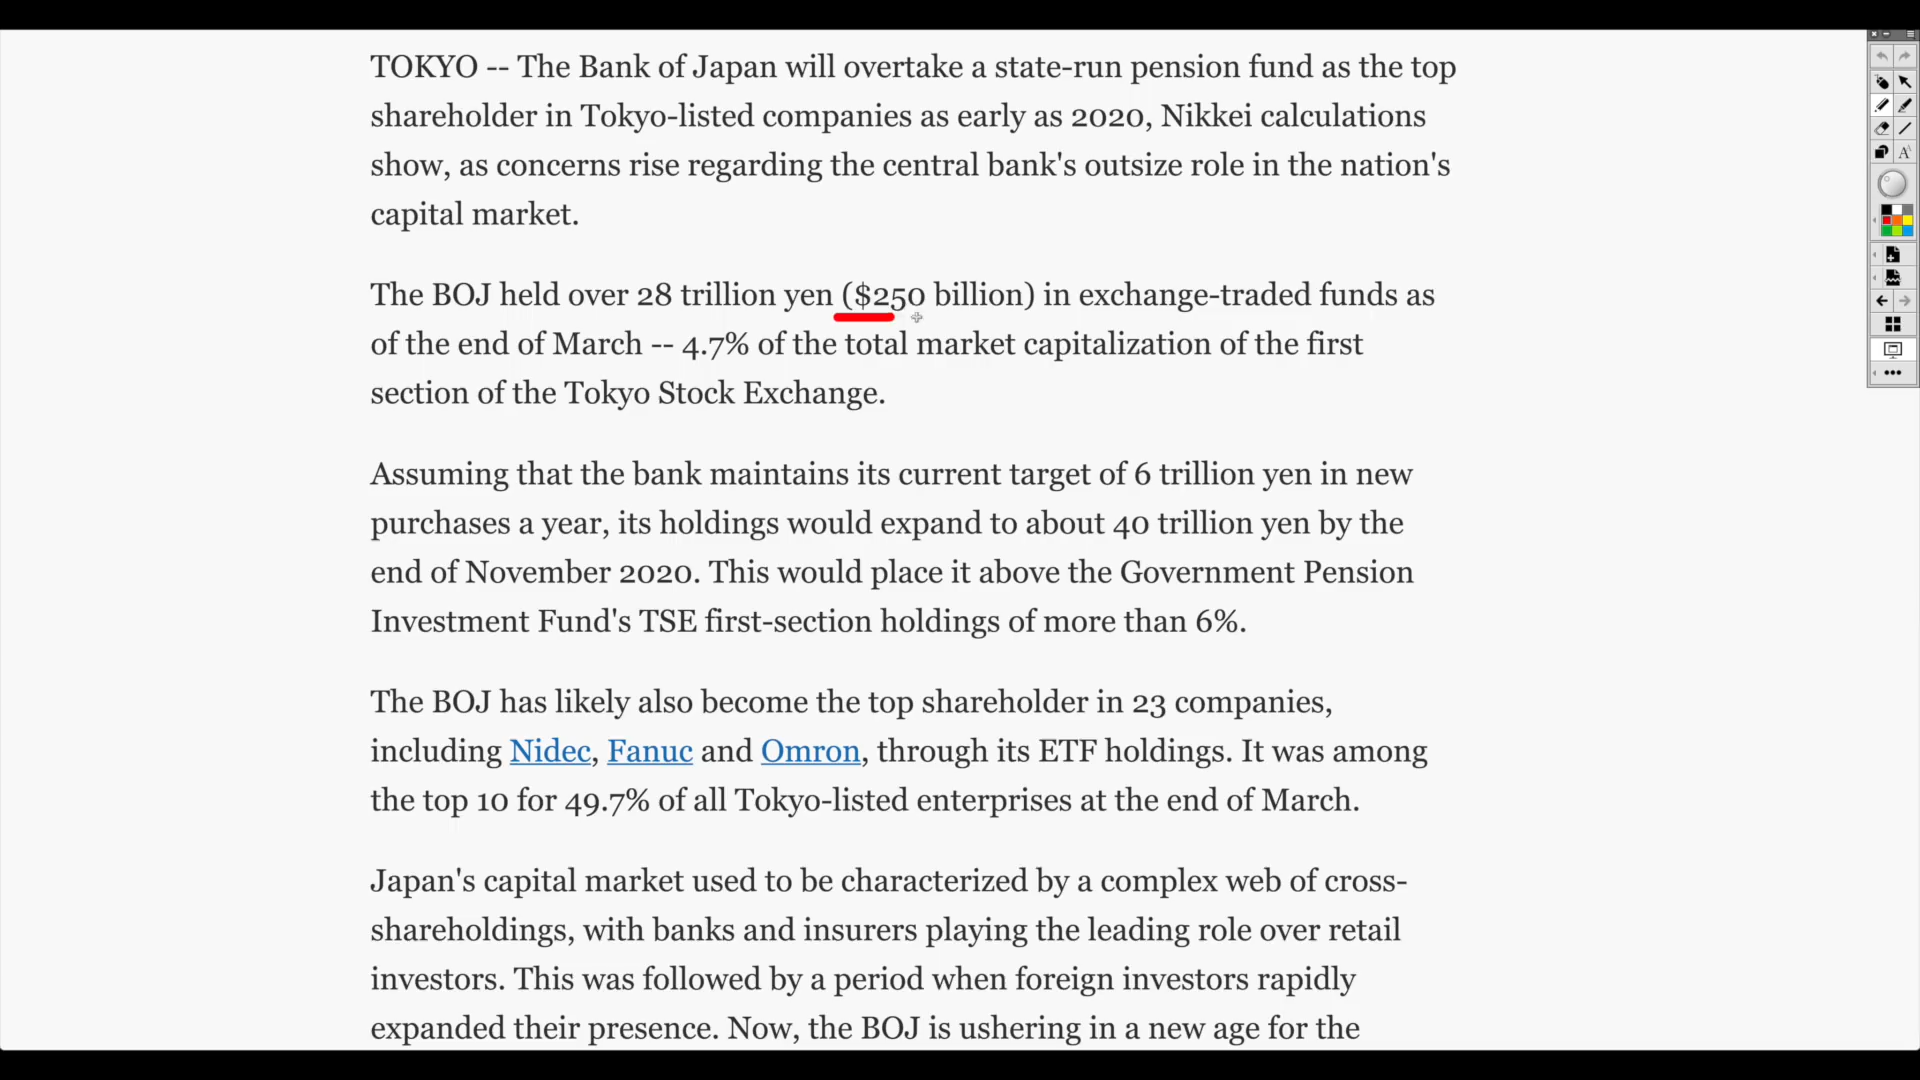 TOKYO -- The Bank of Japan will overtake a state-run pension fund as the top
shareholder in Tokyo-listed companies as early as 2020, Nikkei calculations
show, as concerns rise regarding the central bank's outsize role in the nation's
capital market.
The BOJ held over 28 trillion yen ($250 billion) in exchange-traded funds as
of the end of March -- 4.7% of the total market capitalization of the first
section of the Tokyo Stock Exchange.
Assuming that the bank maintains its current target of 6 trillion yen in new
purchases a year, its holdings would expand to about 40 trillion yen by the
end of November 2020. This would place it above the Government Pension
Investment Fund's TSE first-section holdings of more than 6%.
The BOJ has likely also become the top shareholder in 23 companies,
including Nidec, Fanuc and Omron, through its ETF holdings. It was among
the top 10 for 49.7% of all Tokyo-listed enterprises at the end of March.
Japan's capital market used to be characterized by a complex web of cross-
shareholdings, with banks and insurers playing the leading role over retail
investors. This was followed by a period when foreign investors rapidly
expanded their presence. Now, the BOJ is ushering in a new age for the